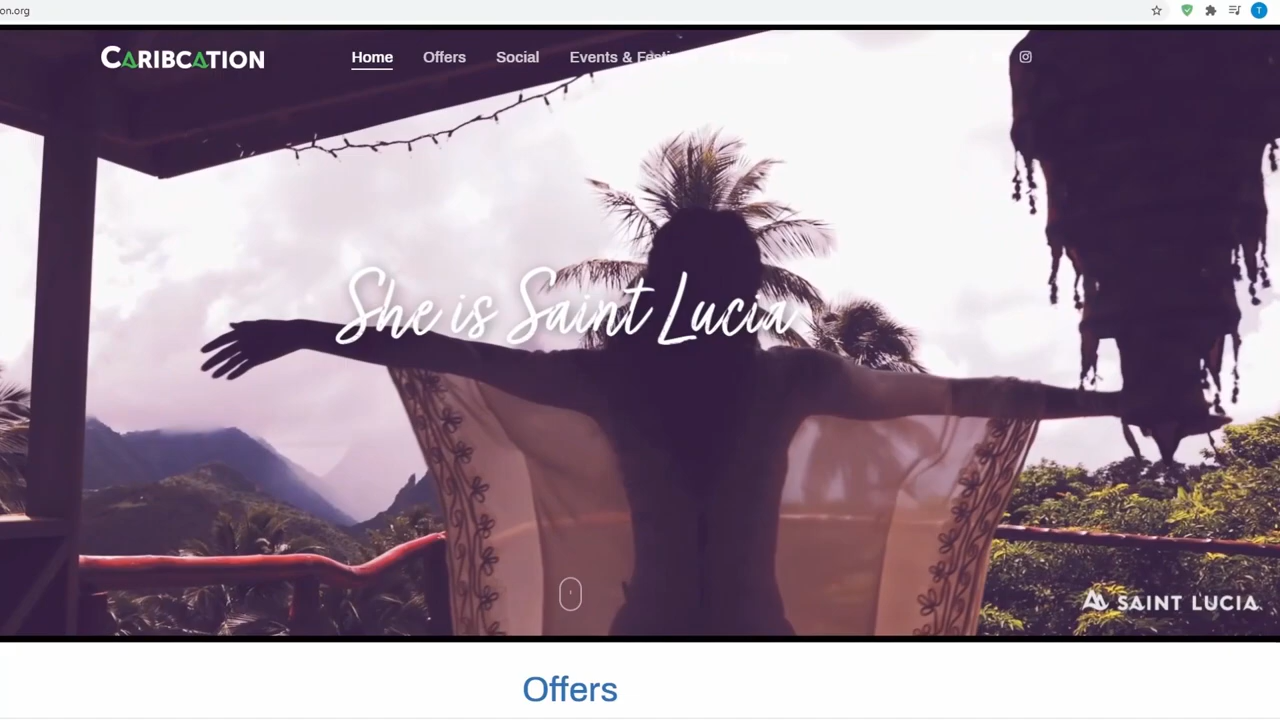 on.org
T
CARIBCATION
Home
Offers
Social
Events &
She is Saint Lucia
SAINT LUCIA
Offers